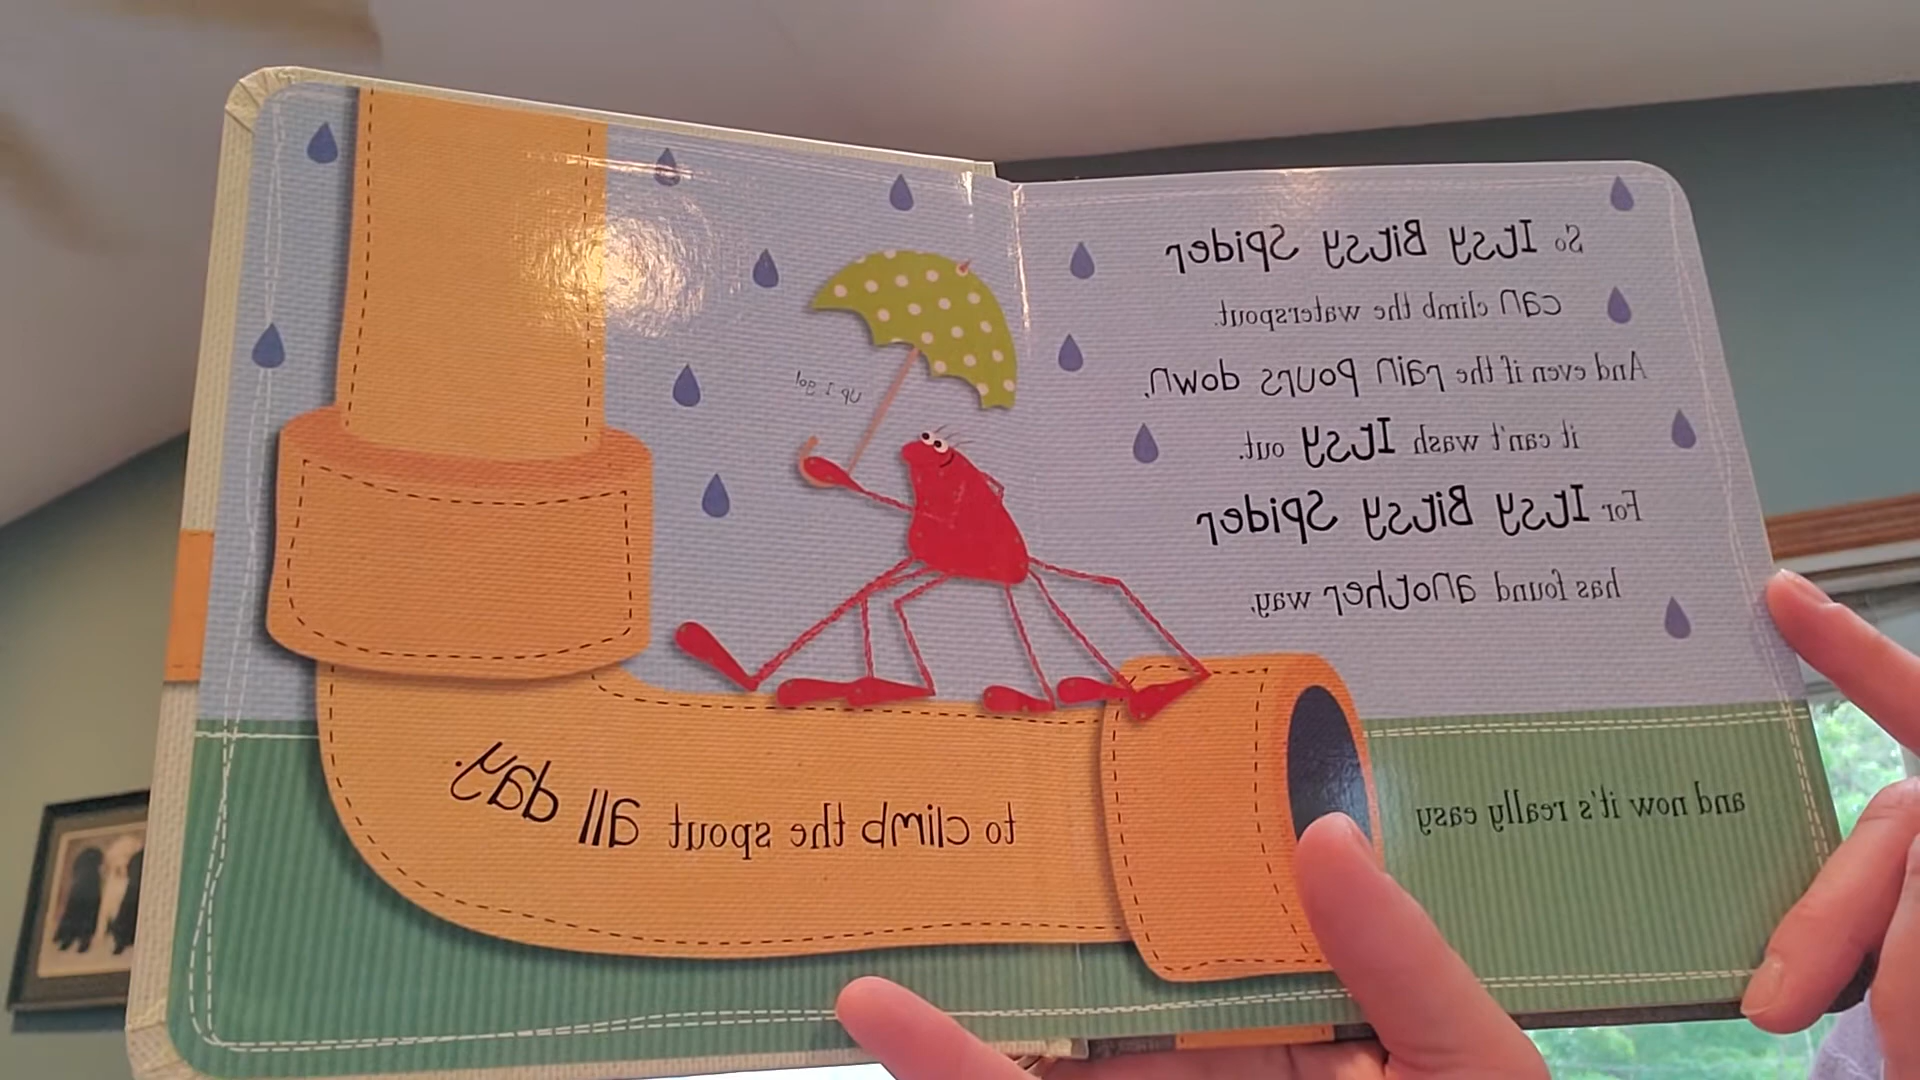 So Itsy Bitsy Spider
can climb the waterspout.
And even if the rain pours down,
it can't wash Itsy out.
For Itsy Bitsy Spider
has found another way,
and now it's really easy
to climb the spout all day.
Up I go!